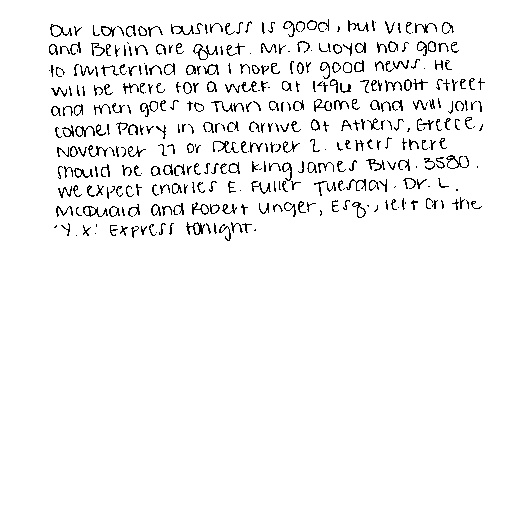 Our London business is good, but Vienna
and Berlin are quiet. Mr. D. Lloyd has gone
to Switzerlind and I hope for good news. He
will be there for a week at 1496 Zermott Street
and then goes to Turin and Rome and will join
Colonel Parry in and arrive at Athens, Greece,
November 27 or December 2. Letters there
should be addressed King James Blvd. 3580.
We expect Charles E. Fuller Tuesday. Dr. L.
McQuaid and Robert Unger, Esq., left on the
'Y.X.' Express tonight.